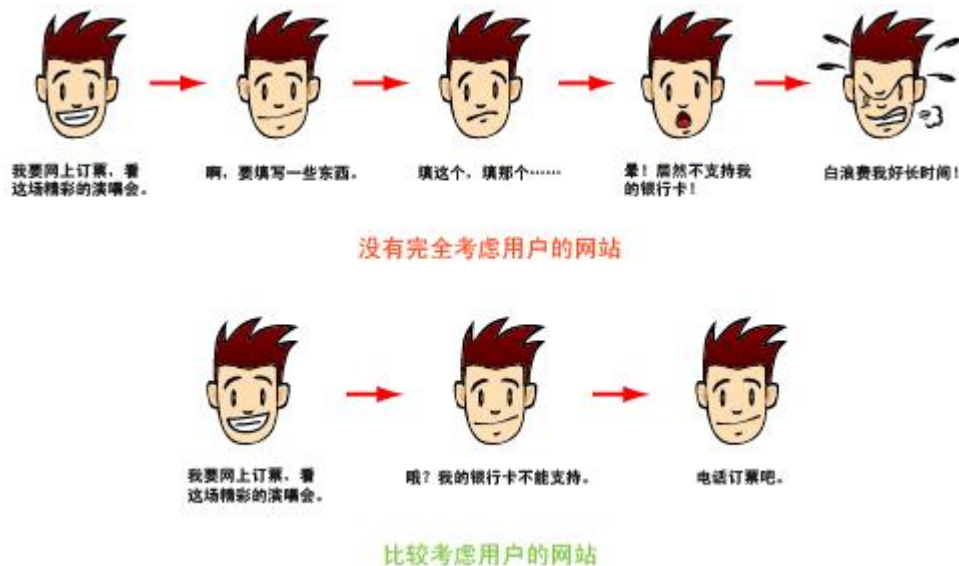 我要网上订票，看
这场精彩的演唱会。
啊，要填写一些东西。
填这个，填那个……
晕！居然不支持我
的银行卡！
白浪费我好长时间！
没有完全考虑用户的网站
我要网上订票，看
这场精彩的演唱会。
哦？我的银行卡不能支持。
电话订票吧。
比较考虑用户的网站